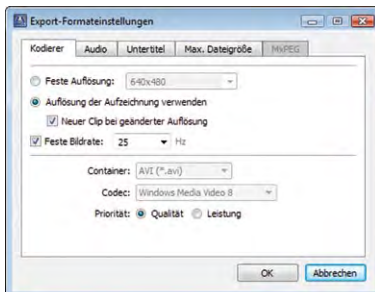 Export-Formateinstellungen
Kodierer Audio Untertitel Max. Dateigröße MxPEG
Feste Auflösung: 640x480
Auflösung der Aufzeichnung verwenden
Neuer Clip bei geänderter Auflösung
Feste Bildrate: 25 Hz
Container: AVI (*.avi)
Codec: Windows Media Video 8
Priorität: Qualität Leistung
OK Abbrechen